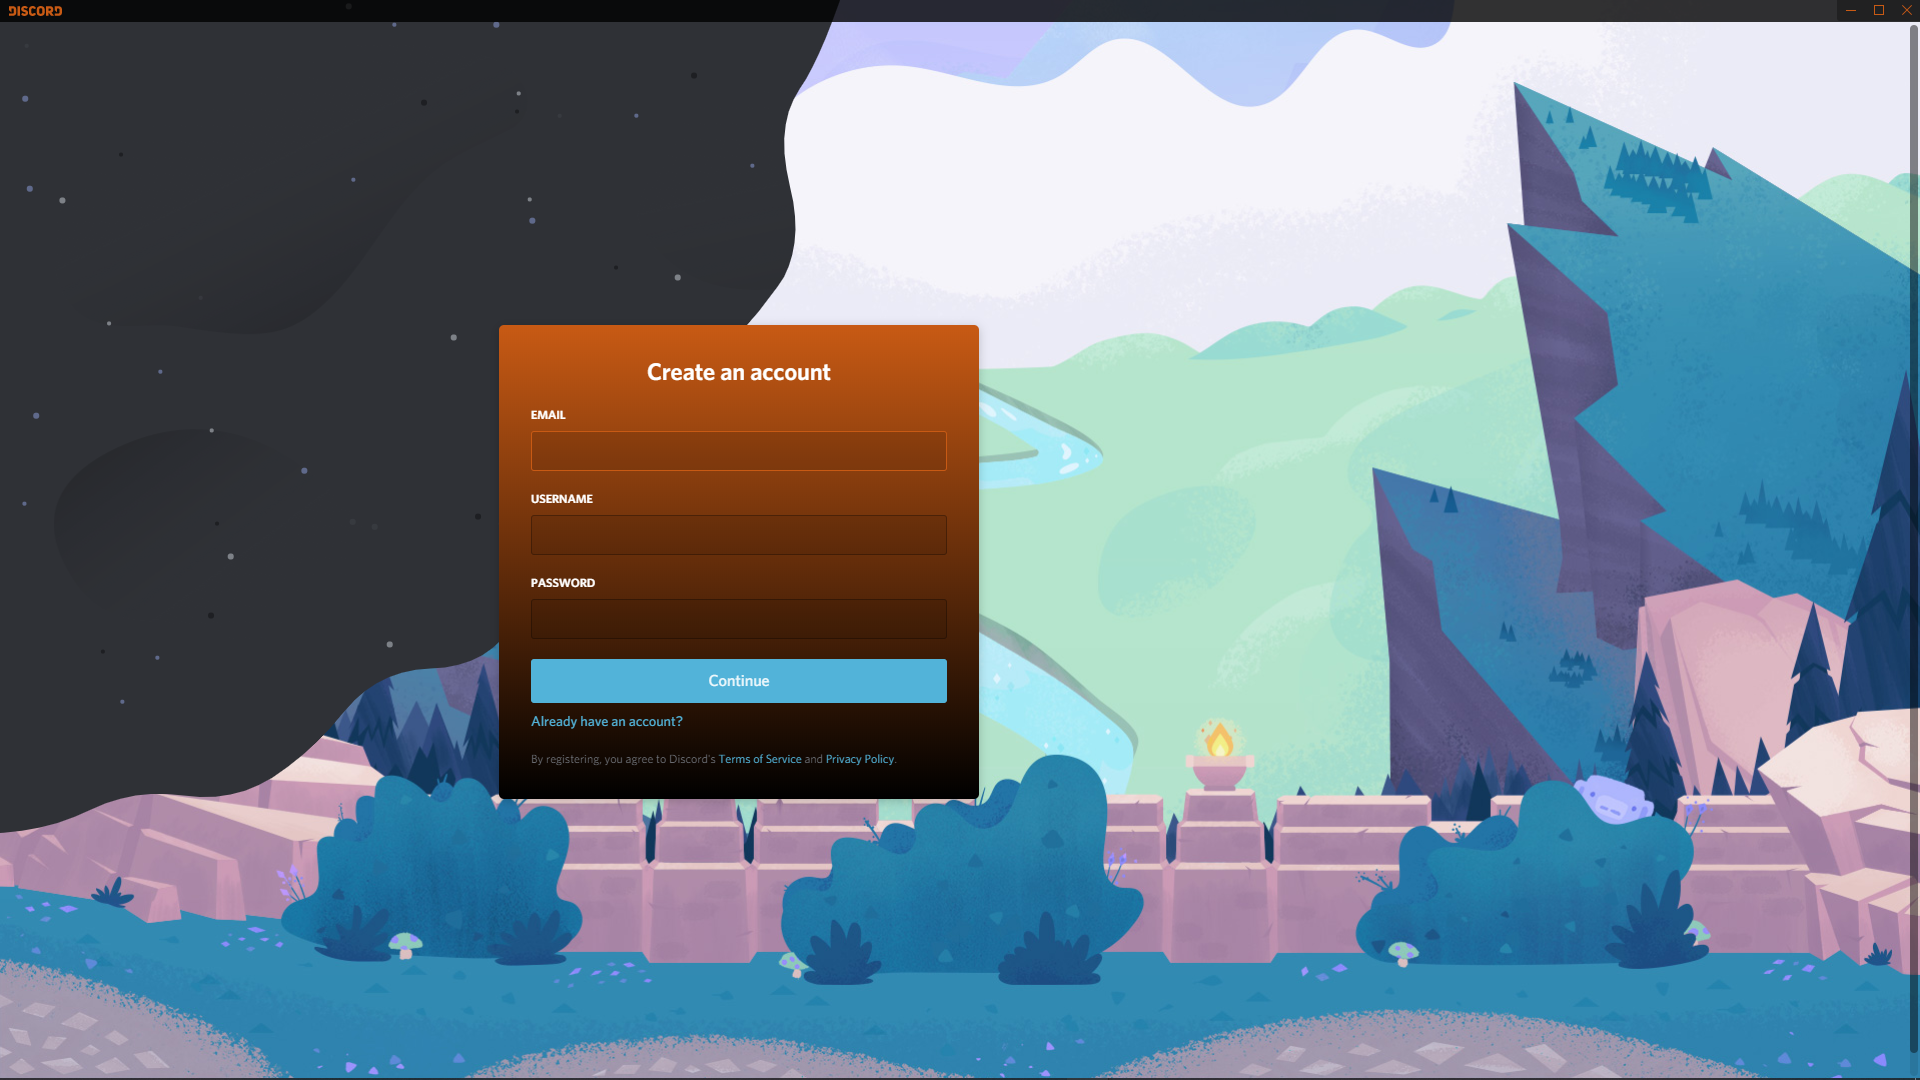 DISCORD
Create an account
EMAIL
USERNAME
PASSWORD
Continue
Already have an account?
By registering, you agree to Discord's Terms of Service and Privacy Policy.